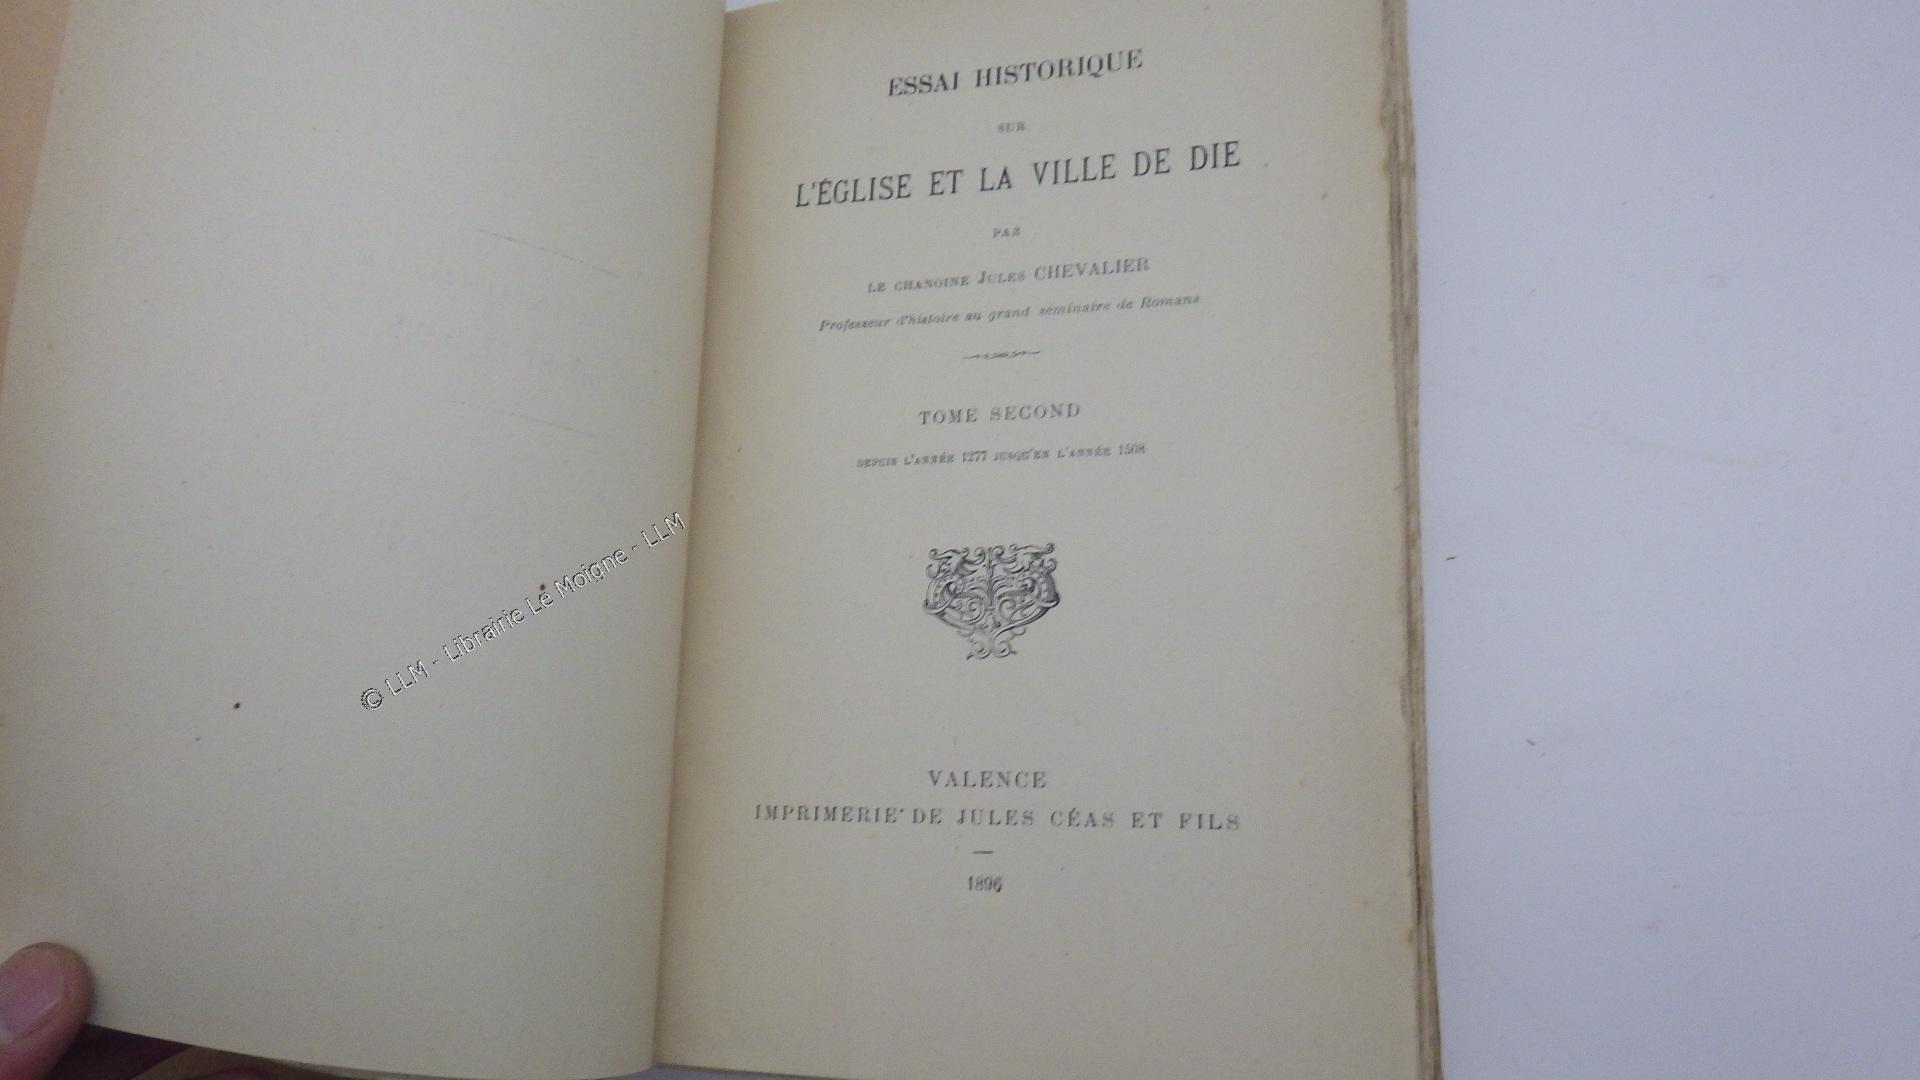 ESSAI HISTORIQUE
SUR
L'ÉGLISE ET LA VILLE DE DIE
PAR
LE CHANOINE JULES CHEVALIER
Professeur d'histoire au grand séminaire de Romans
TOME SECOND
DEPUIS L'ANNÉE 1277 JUSQU'EN L'ANNÉE 1508
VALENCE
IMPRIMERIE DE JULES CÉAS ET FILS
1896
© LLM - Librairie Le Moigne - LLM